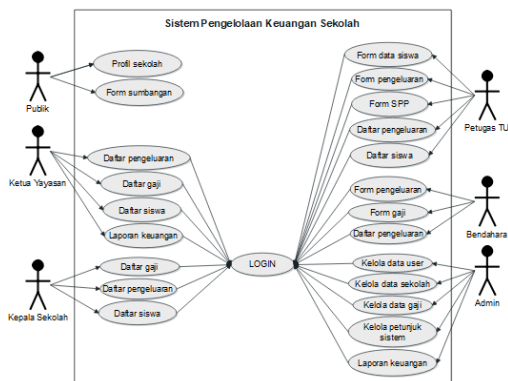 Sistem Pengelolaan Keuangan Sekolah
Publik
Profil sekolah
Form sumbangan
Ketua Yayasan
Daftar pengeluaran
Daftar gaji
Daftar siswa
Laporan keuangan
Kepala Sekolah
Daftar gaji
Daftar pengeluaran
Daftar siswa
LOGIN
Form data siswa
Form pengeluaran
Form SPP
Daftar pengeluaran
Daftar siswa
Petugas TU
Form pengeluaran
Form gaji
Daftar pengeluaran
Bendahara
Kelola data user
Kelola data sekolah
Kelola data gaji
Kelola petunjuk
sistem
Laporan keuangan
Admin